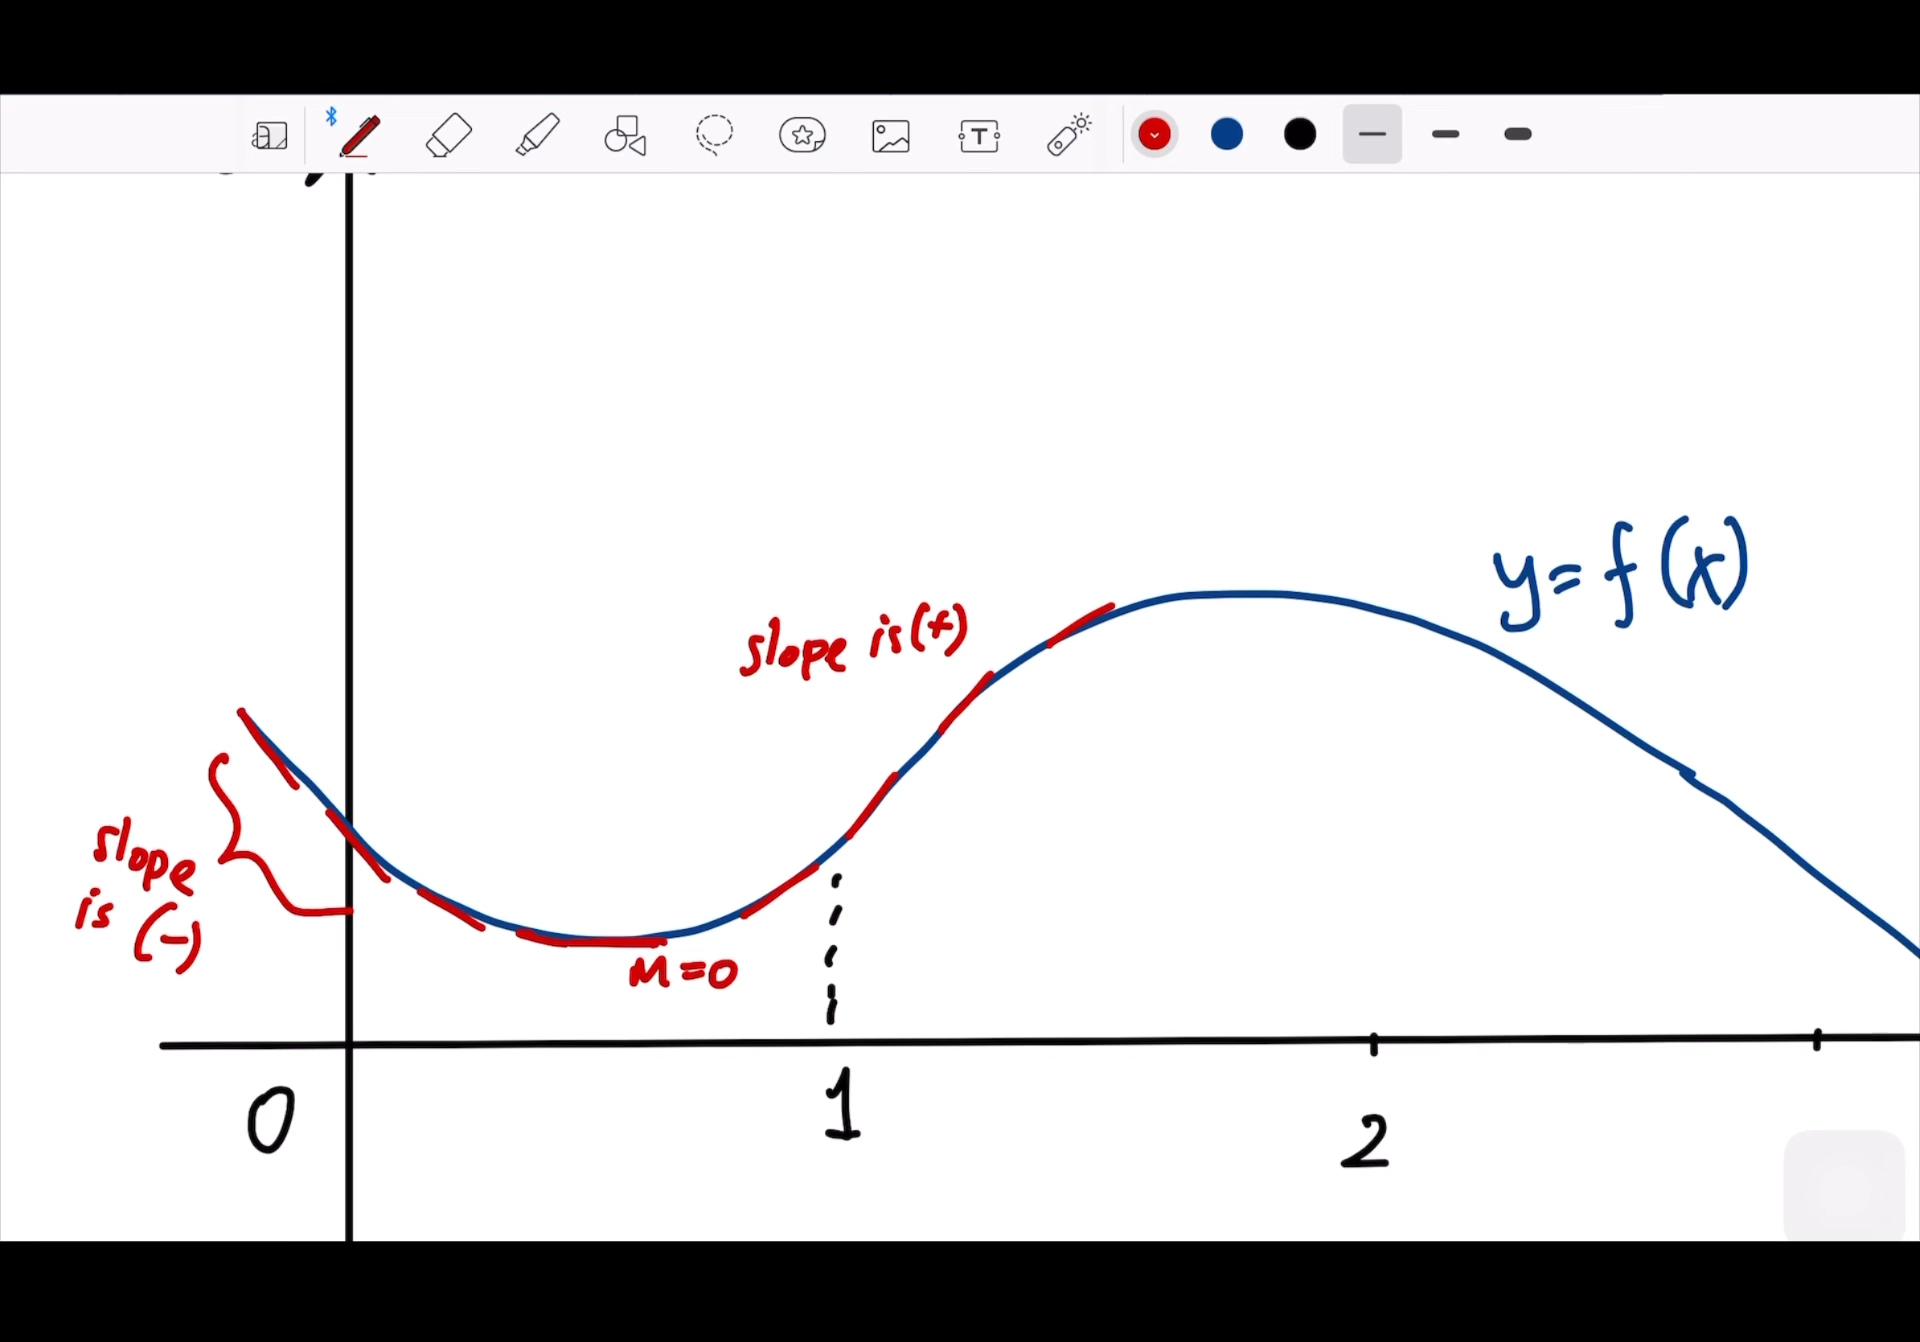 y=f(x)
slope is(+)
slope
is (-)
M=0
0
1
2